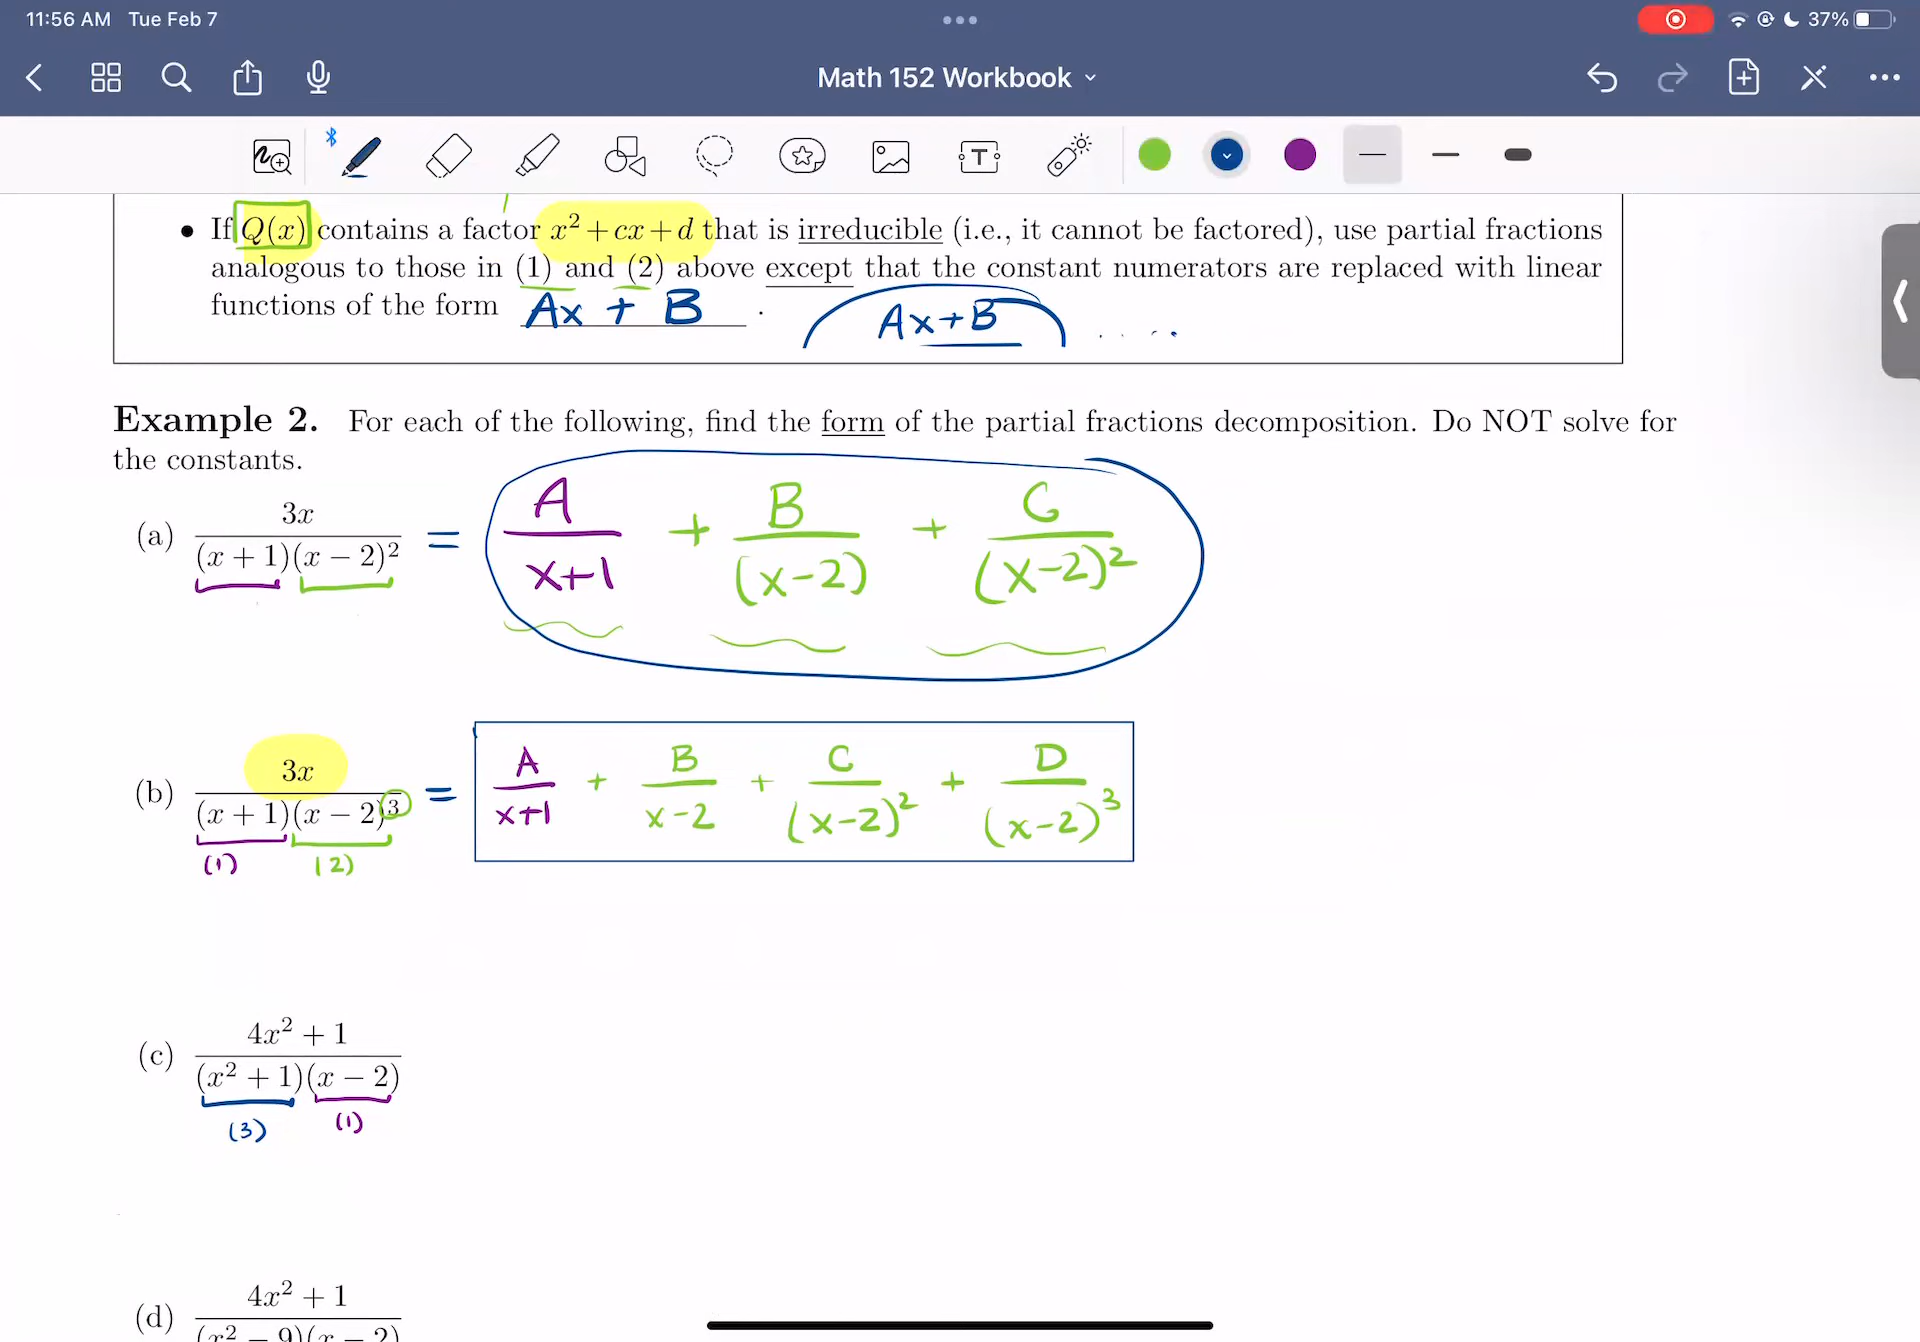 11:56 AM Tue Feb 7
37%
Math 152 Workbook
• If Q(x) contains a factor x² + cx + d that is irreducible (i.e., it cannot be factored), use partial fractions
analogous to those in (1) and (2) above except that the constant numerators are replaced with linear
functions of the form Ax + B . Ax+B ....
Example 2. For each of the following, find the form of the partial fractions decomposition. Do NOT solve for
the constants.
(a) 3x / (x + 1)(x − 2)² = A / x+1 + B / (x−2) + C / (x−2)²
(b) 3x / (x + 1)(x − 2)³ = A / x+1 + B / x−2 + C / (x−2)² + D / (x−2)³
(1) (2)
(c) 4x² + 1 / (x² + 1)(x − 2)
(3) (1)
(d) 4x² + 1 / (x² − 9)(x − 2)